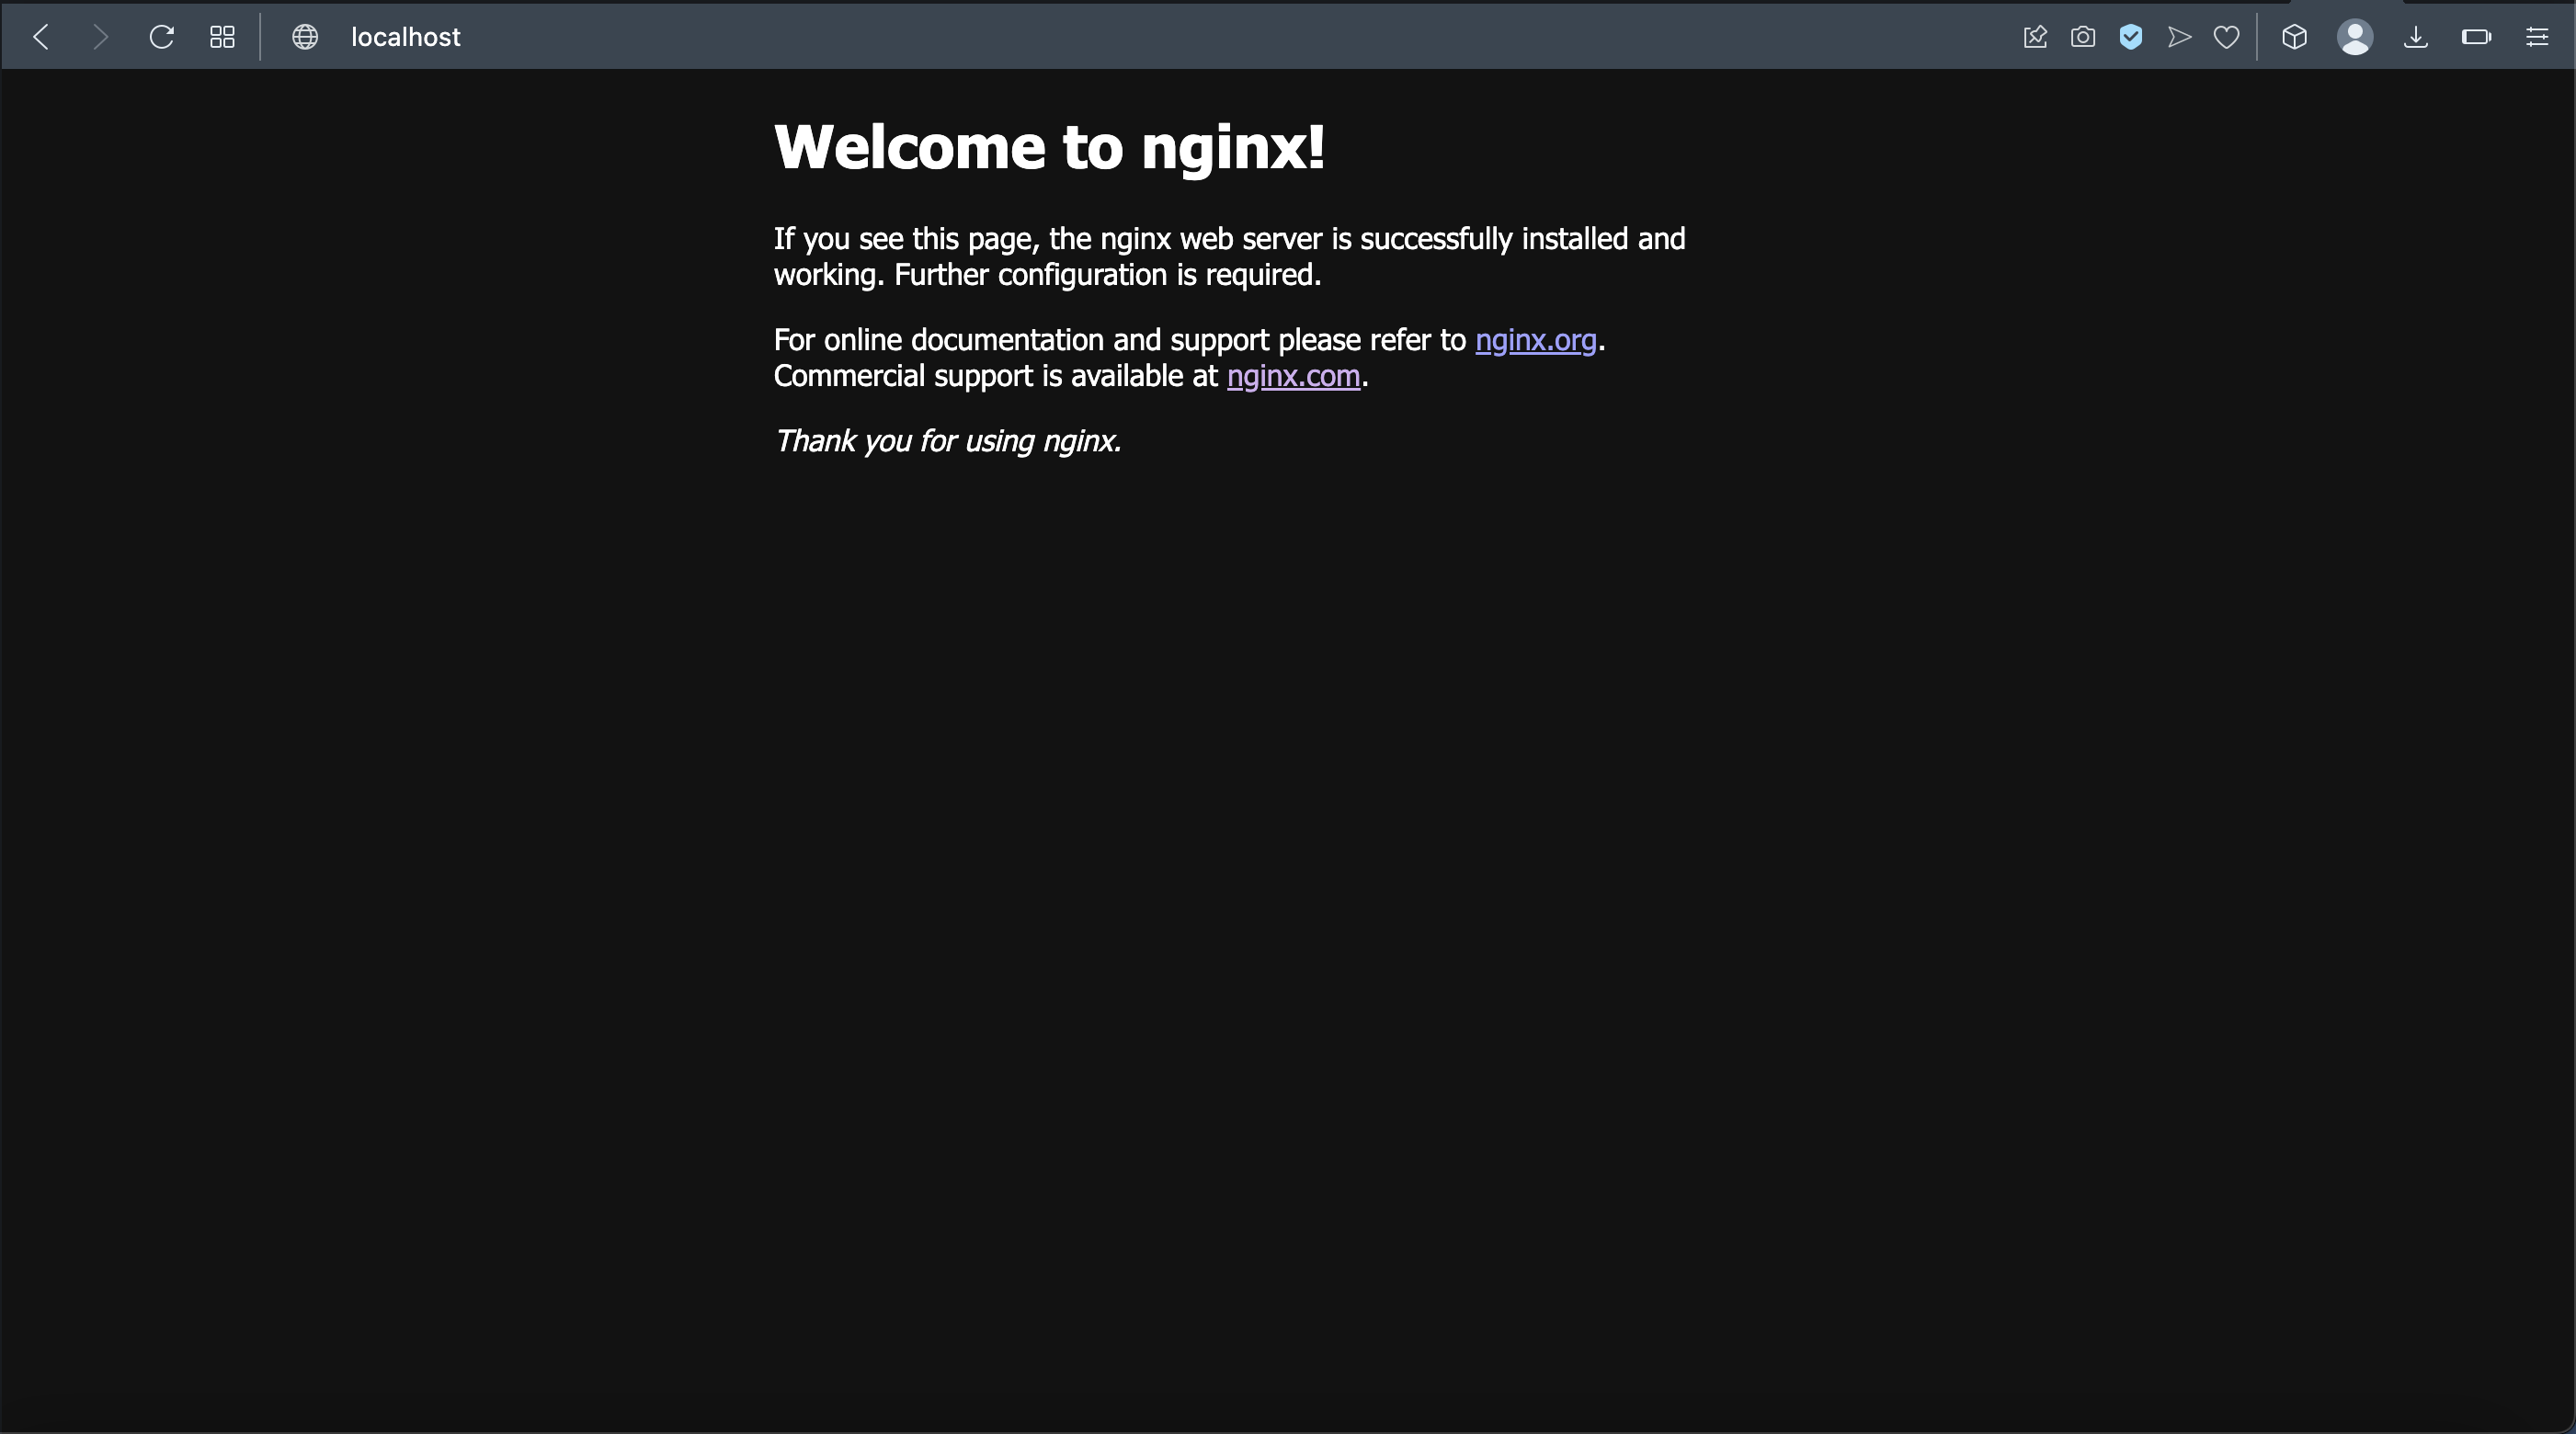 localhost
Welcome to nginx!
If you see this page, the nginx web server is successfully installed and
working. Further configuration is required.
For online documentation and support please refer to nginx.org.
Commercial support is available at nginx.com.
Thank you for using nginx.